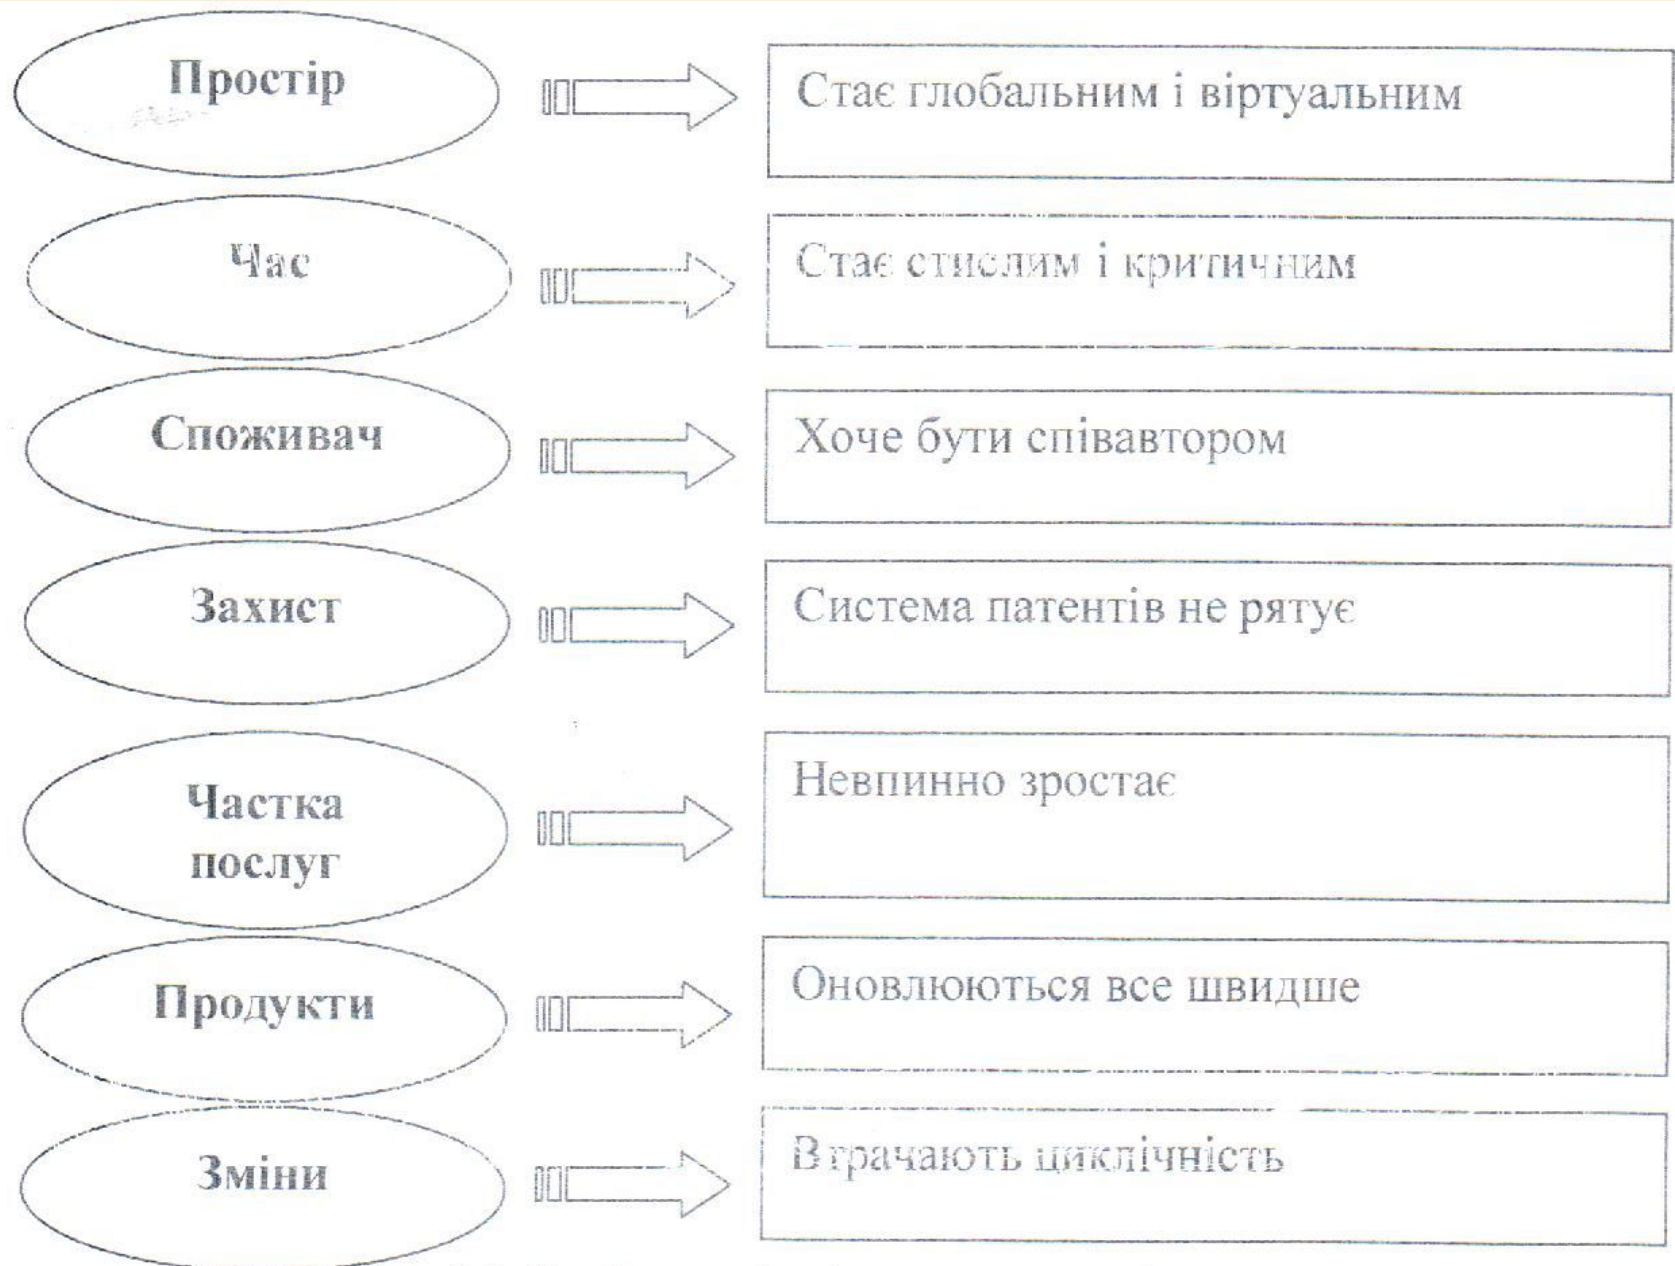 Простір
Стає глобальним і віртуальним
Час
Стає стислим і критичним
Споживач
Хоче бути співавтором
Захист
Система патентів не рятує
Частка
послуг
Невпинно зростає
Продукти
Оновлюються все швидше
Зміни
Втрачають циклічність